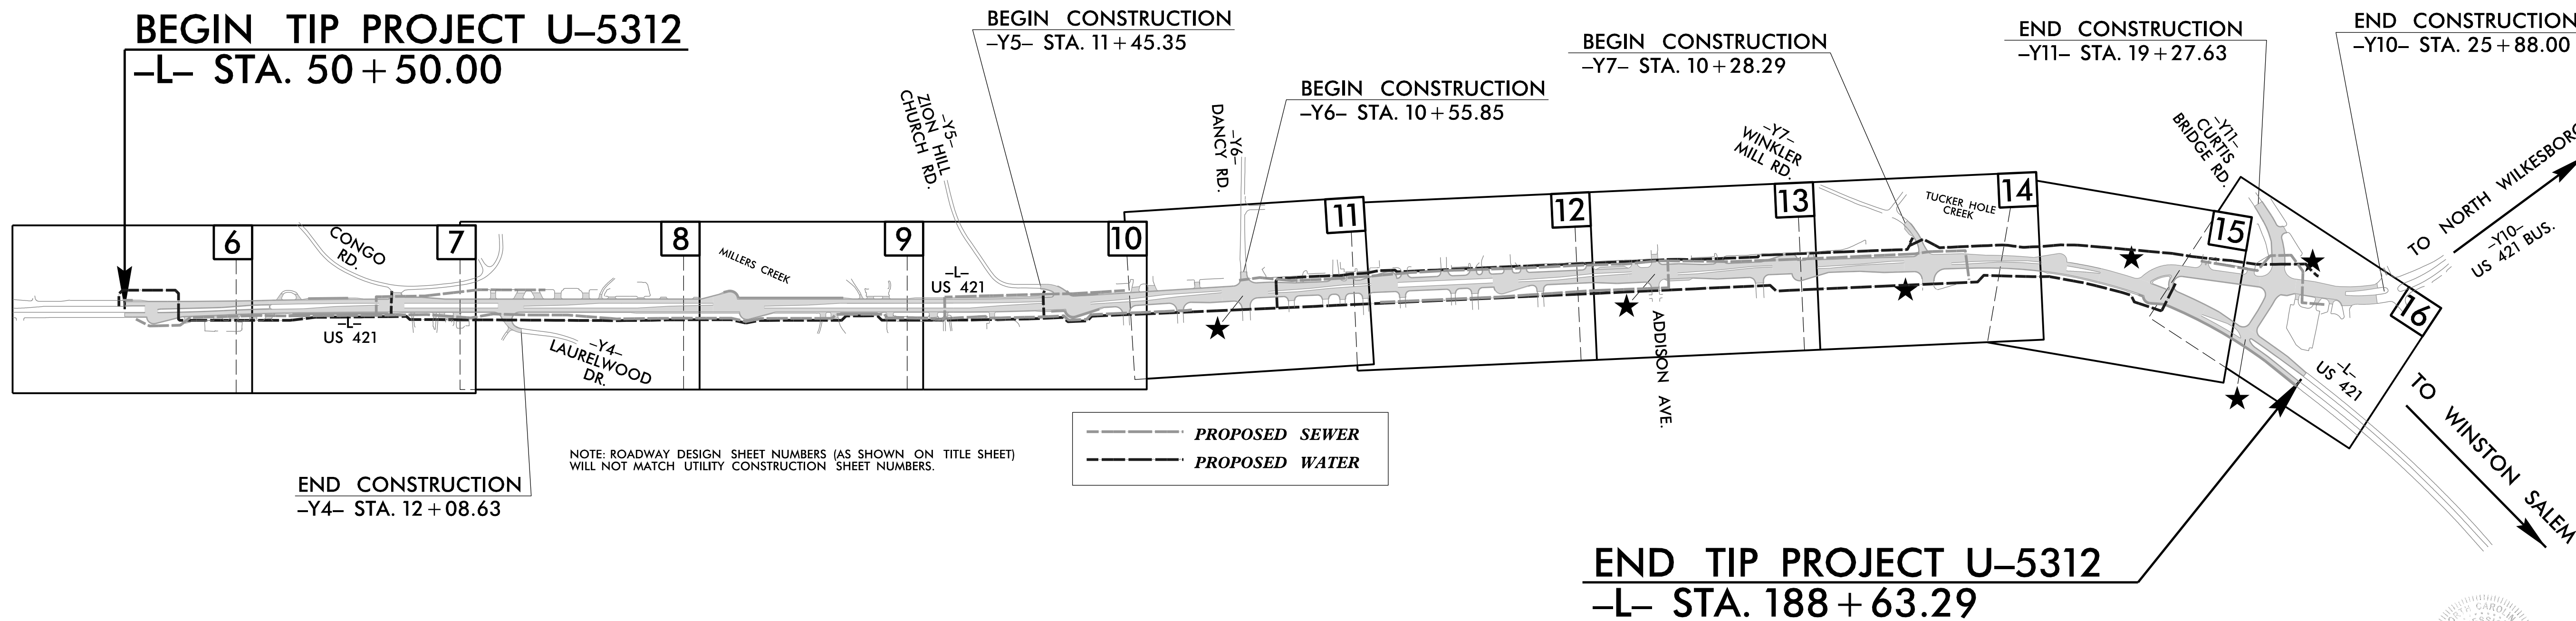 BEGIN TIP PROJECT U–5312
–L– STA. 50+50.00
BEGIN CONSTRUCTION
–Y5– STA. 11+45.35
BEGIN CONSTRUCTION
–Y6– STA. 10+55.85
BEGIN CONSTRUCTION
–Y7– STA. 10+28.29
END CONSTRUCTION
–Y11– STA. 19+27.63
END CONSTRUCTION
–Y10– STA. 25+88.00
–Y5–
ZION HILL
CHURCH RD.
–Y6–
DANCY RD.
–Y7–
WINKLER
MILL RD.
TUCKER HOLE
CREEK
–Y11–
CURTIS
BRIDGE RD.
TO NORTH WILKESBORO
–Y10–
US 421 BUS.
6
CONGO
RD.
7
8
MILLERS CREEK
9
10
11
12
13
14
15
16
–L–
US 421
–L–
US 421
–Y4–
LAURELWOOD
DR.
ADDISON AVE.
–L–
US 421
TO WINSTON SALEM
PROPOSED SEWER
PROPOSED WATER
NOTE: ROADWAY DESIGN SHEET NUMBERS (AS SHOWN ON TITLE SHEET)
WILL NOT MATCH UTILITY CONSTRUCTION SHEET NUMBERS.
END CONSTRUCTION
–Y4– STA. 12+08.63
END TIP PROJECT U–5312
–L– STA. 188+63.29